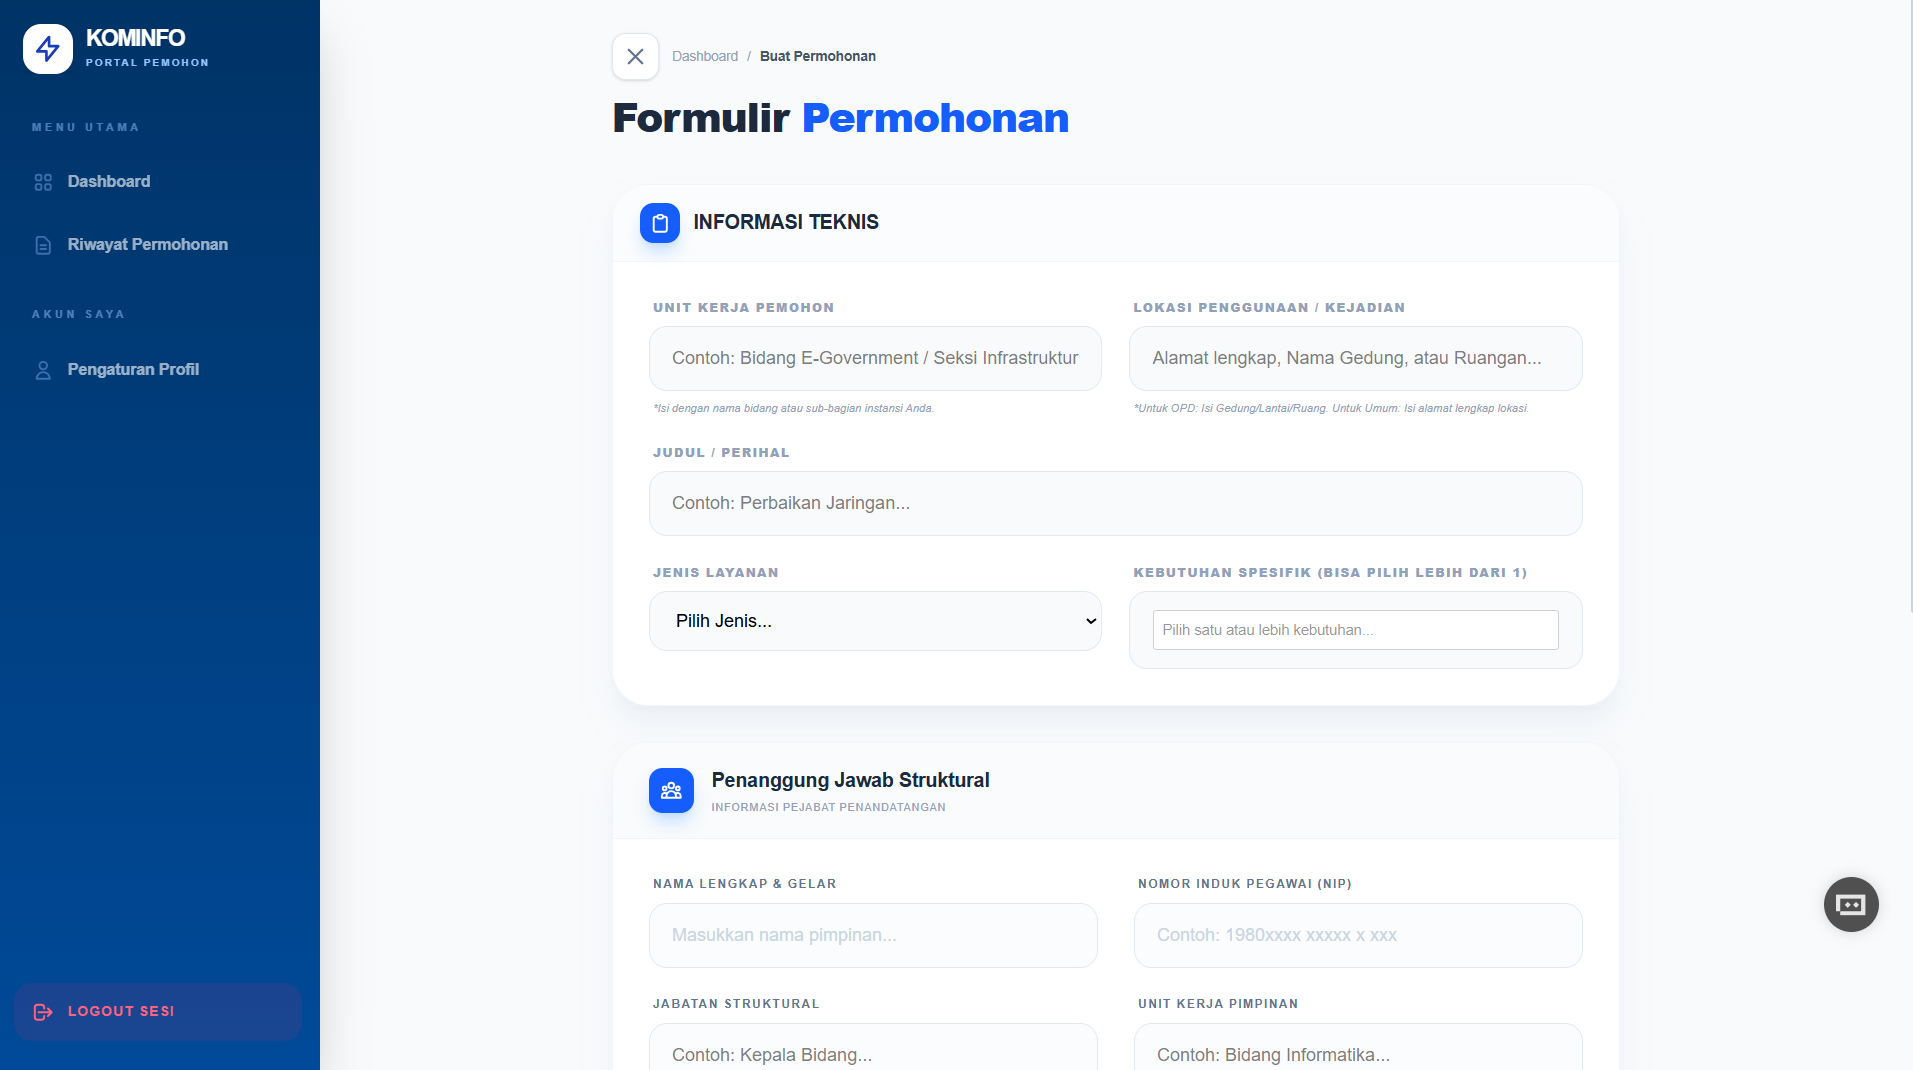 KOMINFO
PORTAL PEMOHON
MENU UTAMA
Dashboard
Riwayat Permohonan
AKUN SAYA
Pengaturan Profil
LOGOUT SESI
Dashboard / Buat Permohonan
Formulir Permohonan
INFORMASI TEKNIS
UNIT KERJA PEMOHON
Contoh: Bidang E-Government / Seksi Infrastruktur
*Isi dengan nama bidang atau sub-bagian instansi Anda.
LOKASI PENGGUNAAN / KEJADIAN
Alamat lengkap, Nama Gedung, atau Ruangan...
*Untuk OPD: Isi Gedung/Lantai/Ruang. Untuk Umum: Isi alamat lengkap lokasi.
JUDUL / PERIHAL
Contoh: Perbaikan Jaringan...
JENIS LAYANAN
Pilih Jenis...
KEBUTUHAN SPESIFIK (BISA PILIH LEBIH DARI 1)
Pilih satu atau lebih kebutuhan...
Penanggung Jawab Struktural
INFORMASI PEJABAT PENANDATANGAN
NAMA LENGKAP & GELAR
Masukkan nama pimpinan...
NOMOR INDUK PEGAWAI (NIP)
Contoh: 1980xxxx xxxxx x xxx
JABATAN STRUKTURAL
Contoh: Kepala Bidang...
UNIT KERJA PIMPINAN
Contoh: Bidang Informatika...